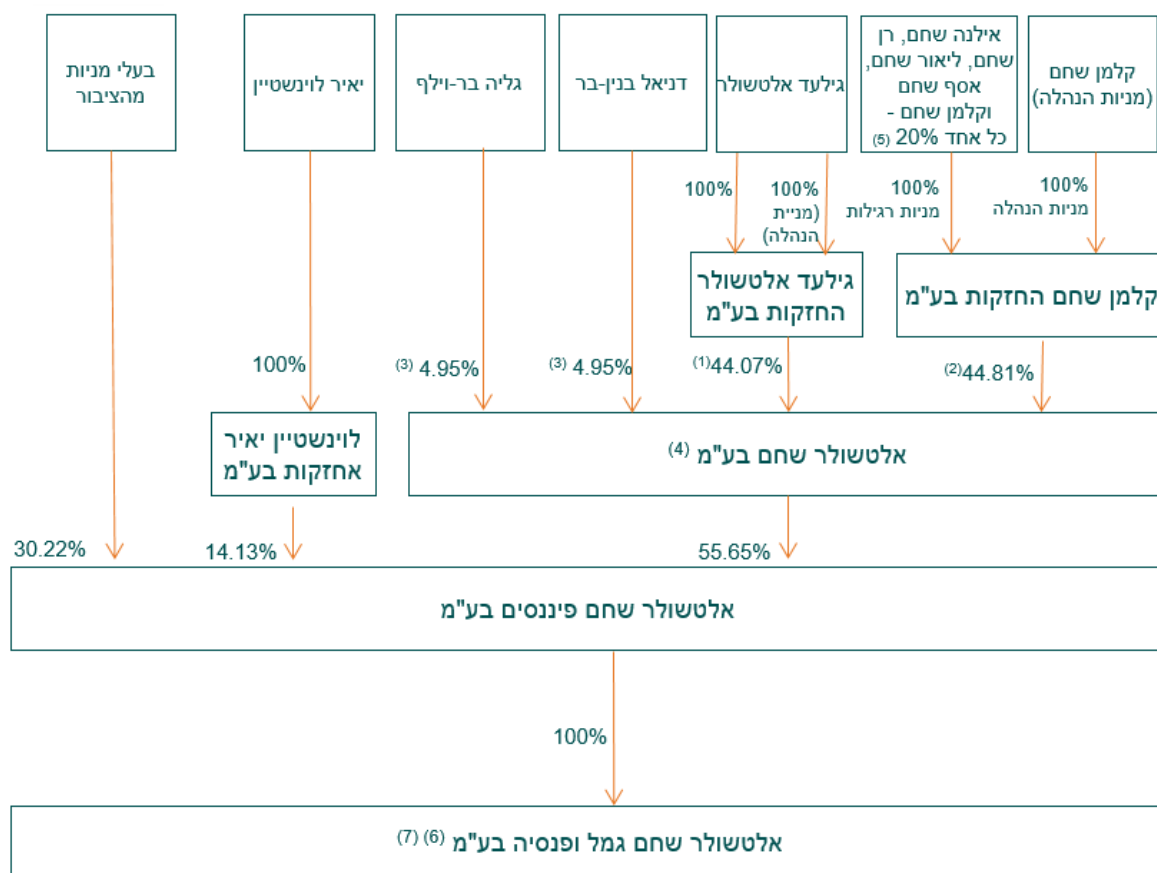 קלמן שחם
(מניות הנהלה)
אילנה שחם, רן
שחם, ליאור שחם,
אסף שחם
וקלמן שחם -
כל אחד 20% (5)
גילעד אלטשולר
דניאל בנין-בר
גליה בר-וילף
יאיר לוינשטיין
בעלי מניות
מהציבור
100%
מניות הנהלה
100%
מניות רגילות
100%
(מניית
הנהלה)
100%
קלמן שחם החזקות בע"מ
גילעד אלטשולר
החזקות בע"מ
44.81%(2)
44.07%(1)
4.95% (3)
4.95% (3)
100%
אלטשולר שחם בע"מ (4)
לוינשטיין יאיר
אחזקות בע"מ
55.65%
14.13%
30.22%
אלטשולר שחם פיננסים בע"מ
100%
אלטשולר שחם גמל ופנסיה בע"מ (6) (7)